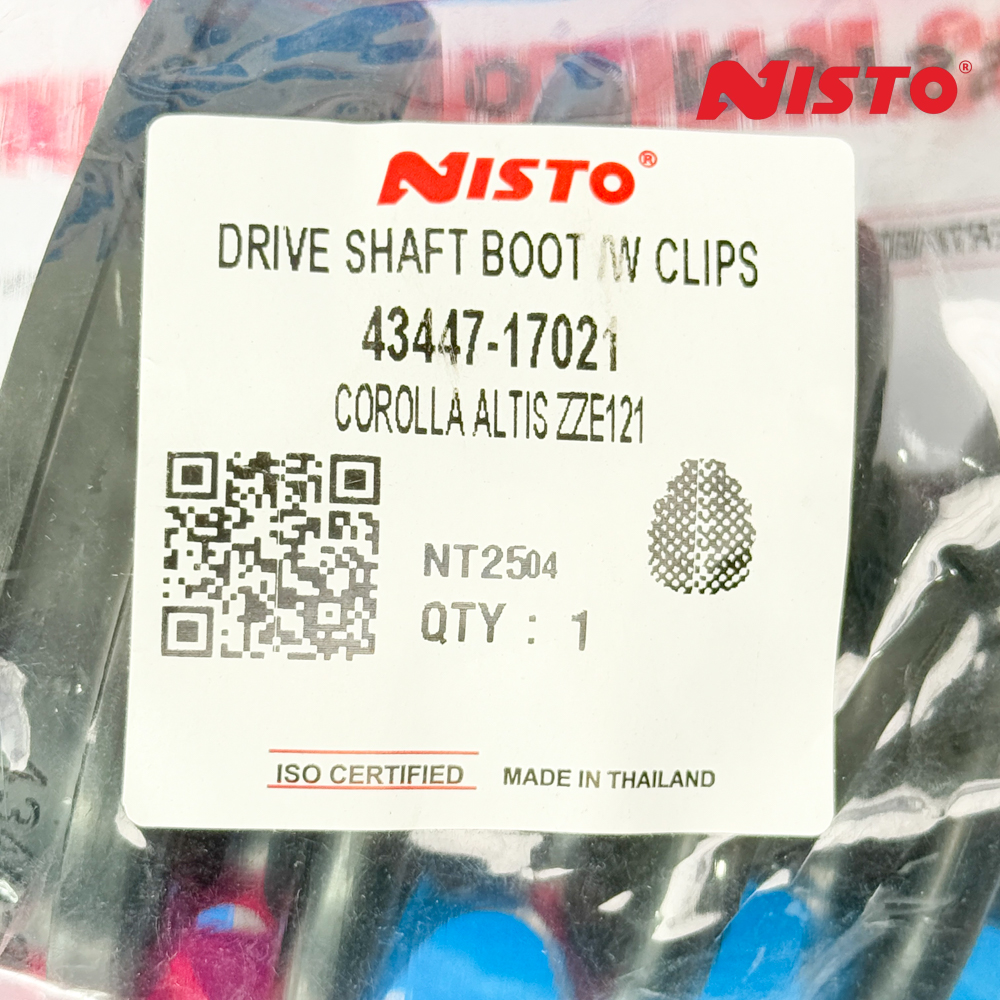 NISTO®
NISTO®
DRIVE SHAFT BOOT /W CLIPS
43447-17021
COROLLA ALTIS ZZE121
NT2504
QTY : 1
ISO CERTIFIED
MADE IN THAILAND